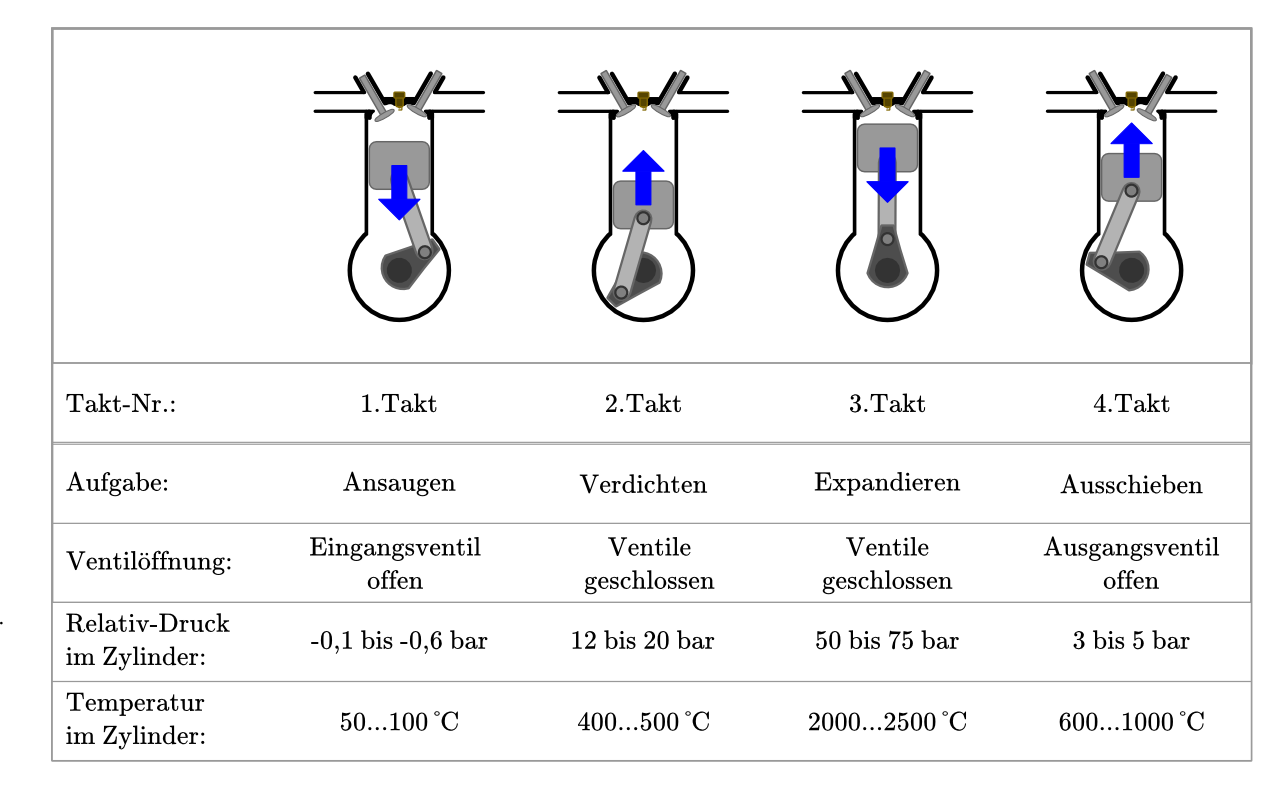 Takt-Nr.: 1.Takt 2.Takt 3.Takt 4.Takt
Aufgabe: Ansaugen Verdichten Expandieren Ausschieben
Ventilöffnung: Eingangsventil offen Ventile geschlossen Ventile geschlossen Ausgangsventil offen
Relativ-Druck im Zylinder: -0,1 bis -0,6 bar 12 bis 20 bar 50 bis 75 bar 3 bis 5 bar
Temperatur im Zylinder: 50...100 °C 400...500 °C 2000...2500 °C 600...1000 °C